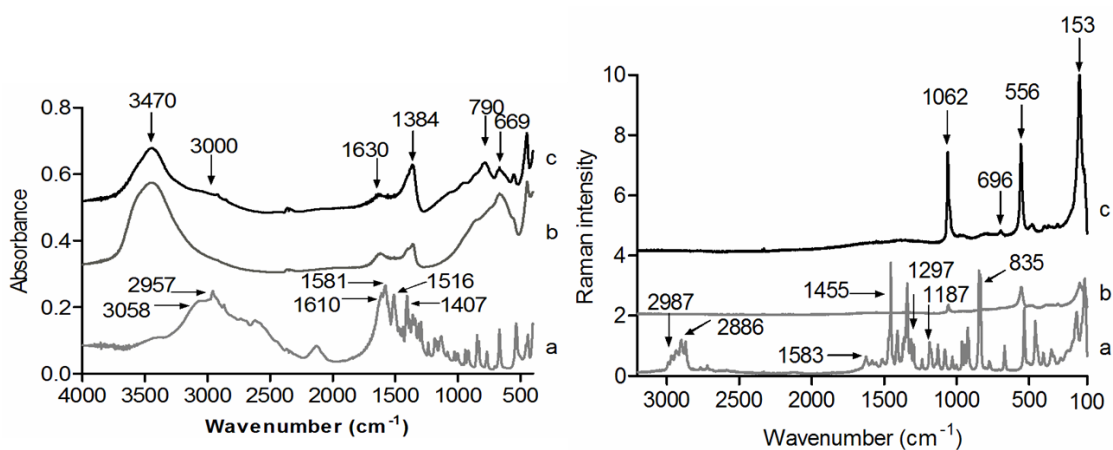 3470
3000
1630
1384
790
669
c
b
a
2957
3058
1581
1610
1516
1407
0.8
0.6
0.4
0.2
0.0
4000 3500 3000 2500 2000 1500 1000 500
Absorbance
Wavenumber (cm⁻¹)
153
1062
556
696
c
b
a
2987
2886
1583
1455
1297
1187
835
10
8
6
4
2
0
3000 2500 2000 1500 1000 500 100
Raman intensity
Wavenumber (cm⁻¹)